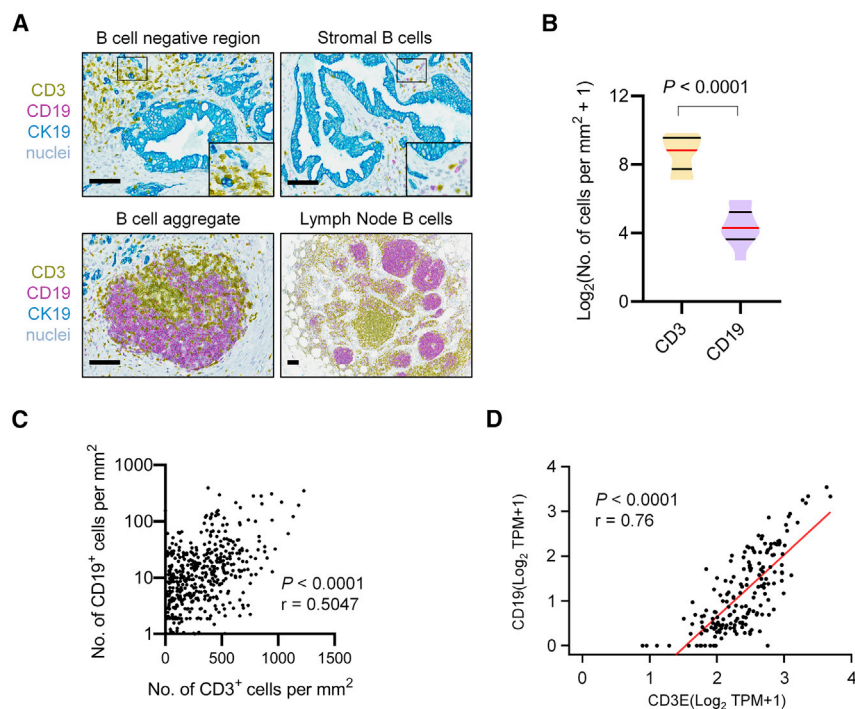 A
B cell negative region
Stromal B cells
CD3
CD19
CK19
nuclei
B cell aggregate
Lymph Node B cells
CD3
CD19
CK19
nuclei
B
P < 0.0001
12
8
4
0
Log₂(No. of cells per mm² + 1)
CD3
CD19
C
1000
100
10
1
No. of CD19⁺ cells per mm²
P < 0.0001
r = 0.5047
0
500
1000
1500
No. of CD3⁺ cells per mm²
D
4
3
2
1
0
CD19(Log₂ TPM+1)
P < 0.0001
r = 0.76
0
1
2
3
4
CD3E(Log₂ TPM+1)